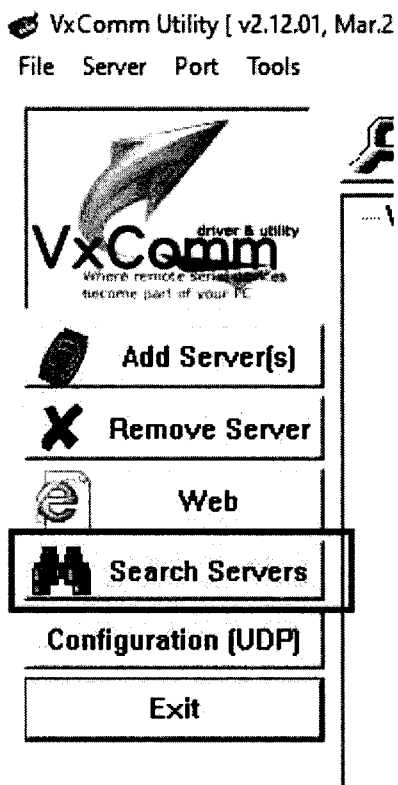 VxComm Utility [ v2.12.01, Mar.2
File Server Port Tools
VxComm
driver & utility
Where remote serial devices
become part of your PC
Add Server(s)
Remove Server
Web
Search Servers
Configuration (UDP)
Exit